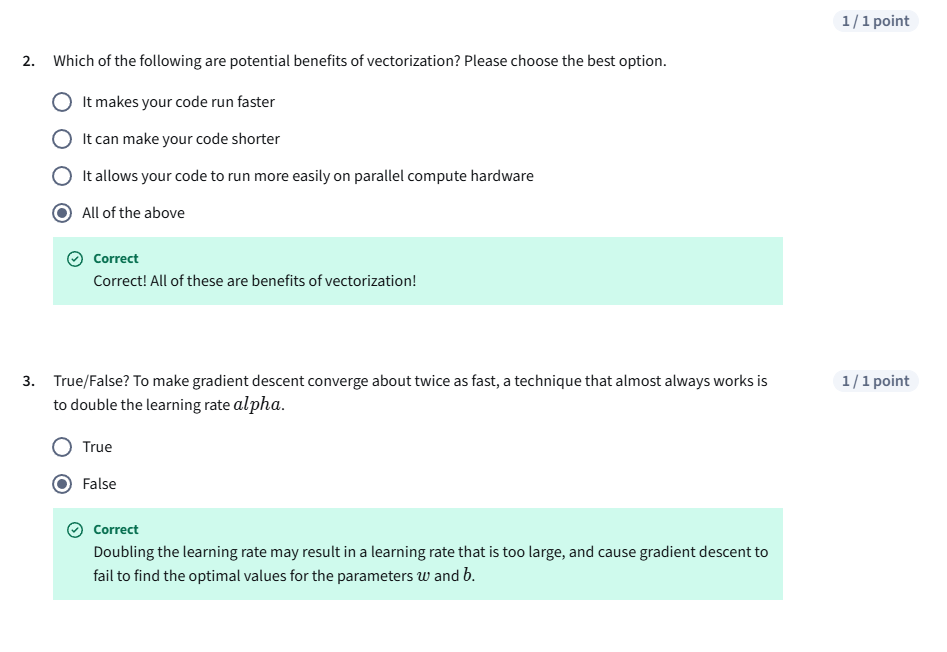 1 / 1 point
2. Which of the following are potential benefits of vectorization? Please choose the best option.
It makes your code run faster
It can make your code shorter
It allows your code to run more easily on parallel compute hardware
All of the above
Correct
Correct! All of these are benefits of vectorization!
3. True/False? To make gradient descent converge about twice as fast, a technique that almost always works is
1 / 1 point
to double the learning rate alpha.
True
False
Correct
Doubling the learning rate may result in a learning rate that is too large, and cause gradient descent to
fail to find the optimal values for the parameters w and b.